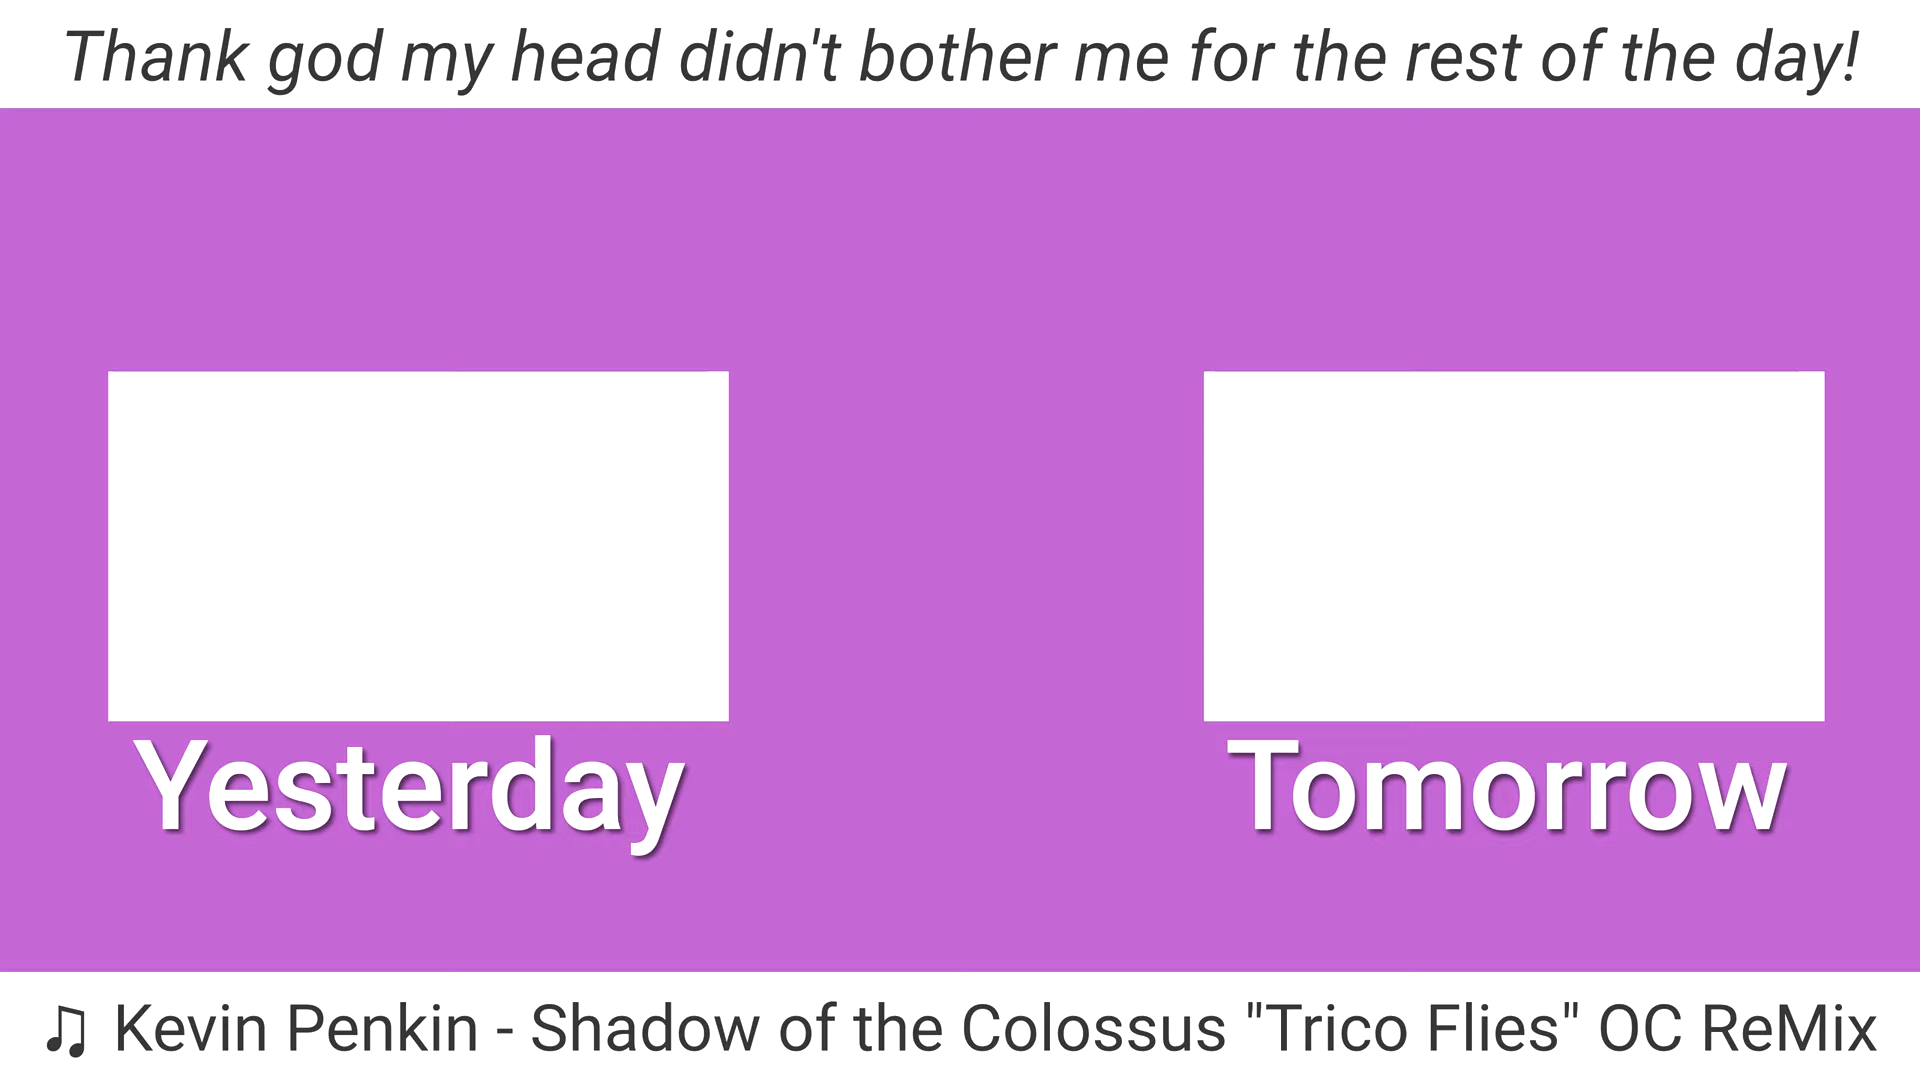 Thank god my head didn't bother me for the rest of the day!
Yesterday
Tomorrow
♫ Kevin Penkin - Shadow of the Colossus "Trico Flies" OC ReMix